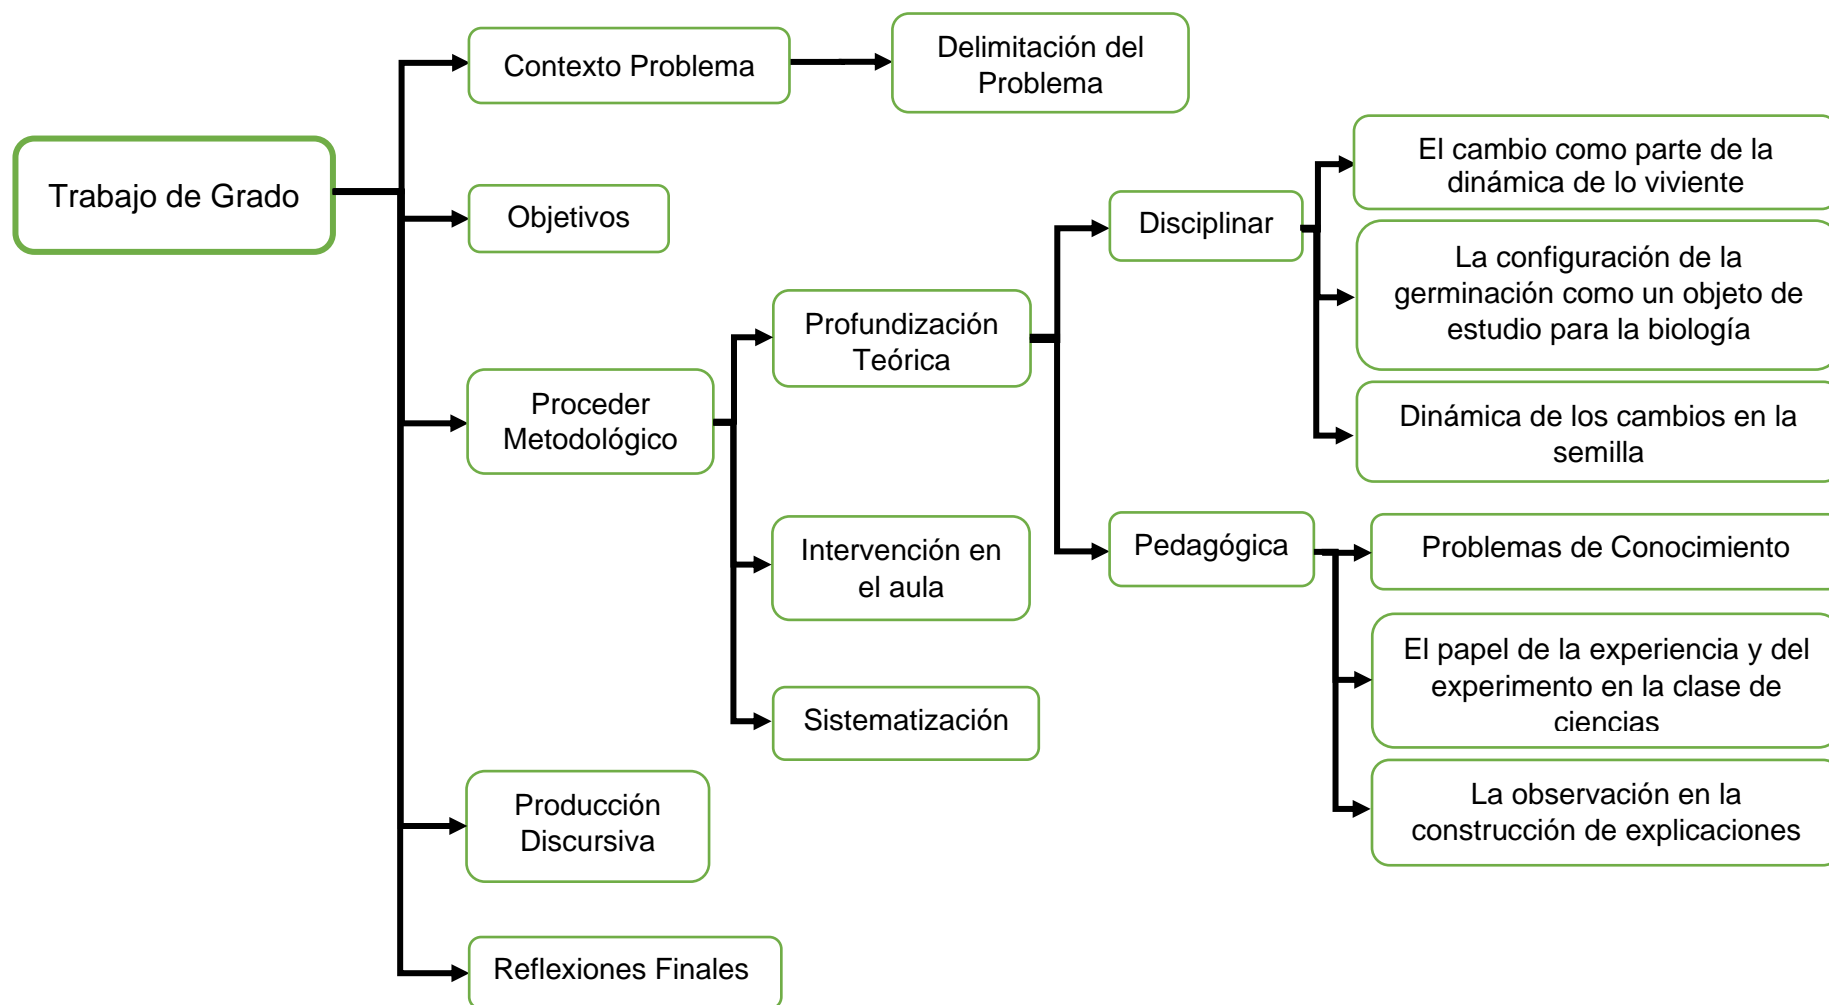 Trabajo de Grado
Contexto Problema
Delimitación del
Problema
Objetivos
Proceder
Metodológico
Profundización
Teórica
Disciplinar
El cambio como parte de la
dinámica de lo viviente
La configuración de la
germinación como un objeto de
estudio para la biología
Dinámica de los cambios en la
semilla
Pedagógica
Problemas de Conocimiento
El papel de la experiencia y del
experimento en la clase de
ciencias
La observación en la
construcción de explicaciones
Intervención en
el aula
Sistematización
Producción
Discursiva
Reflexiones Finales